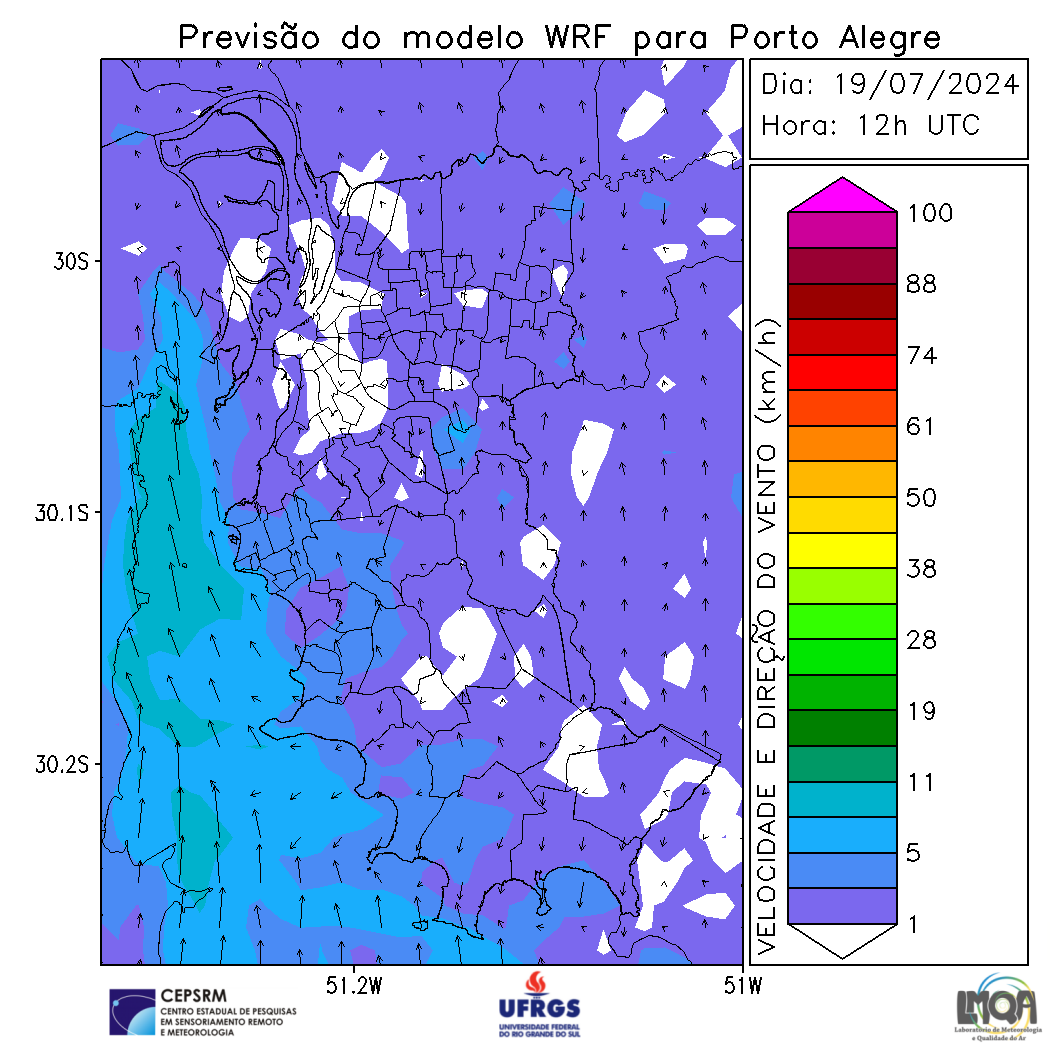 Previsão do modelo WRF para Porto Alegre
Dia: 19/07/2024
Hora: 12h UTC
100
88
74
61
50
38
28
19
11
5
1
VELOCIDADE E DIREÇÃO DO VENTO (km/h)
30S
30.1S
30.2S
51.2W
51W
CEPSRM
CENTRO ESTADUAL DE PESQUISAS
EM SENSORIAMENTO REMOTO
E METEOROLOGIA
UFRGS
UNIVERSIDADE FEDERAL
DO RIO GRANDE DO SUL
LMQA
Laboratório de Meteorologia
e Qualidade do Ar